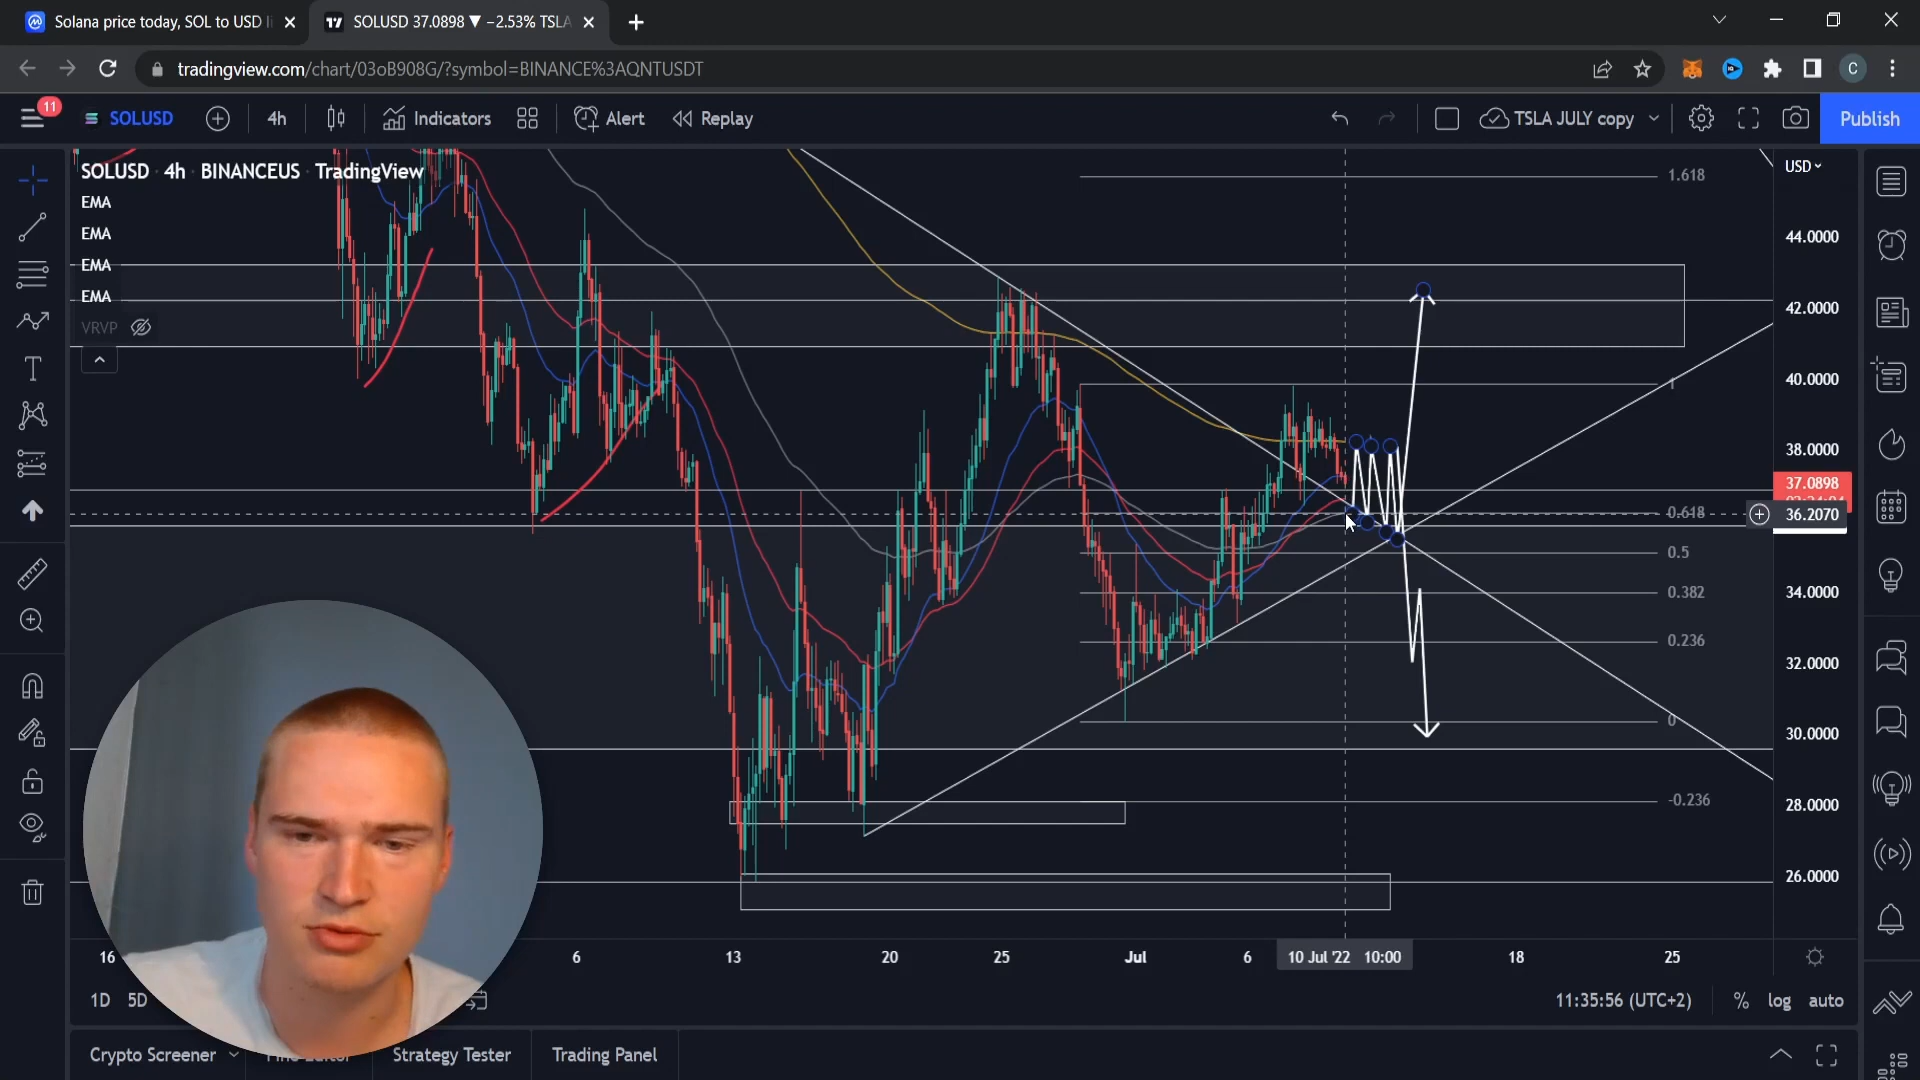 Solana price today, SOL to USD li
SOLUSD 37.0898 ▼ −2.53% TSLA
tradingview.com/chart/03oB908G/?symbol=BINANCE%3AQNTUSDT
C
11
SOLUSD
4h
Indicators
Alert
Replay
TSLA JULY copy
Publish
SOLUSD · 4h · BINANCEUS · TradingView
EMA
EMA
EMA
EMA
VRVP
USD
1.618
44.0000
42.0000
1
40.0000
38.0000
37.0898
0.618
36.2070
0.5
34.0000
0.382
0.236
32.0000
0
30.0000
-0.236
28.0000
26.0000
16
6
13
20
25
Jul
6
10 Jul '22 10:00
18
25
1D
5D
11:35:56 (UTC+2)
%
log
auto
Crypto Screener
Strategy Tester
Trading Panel